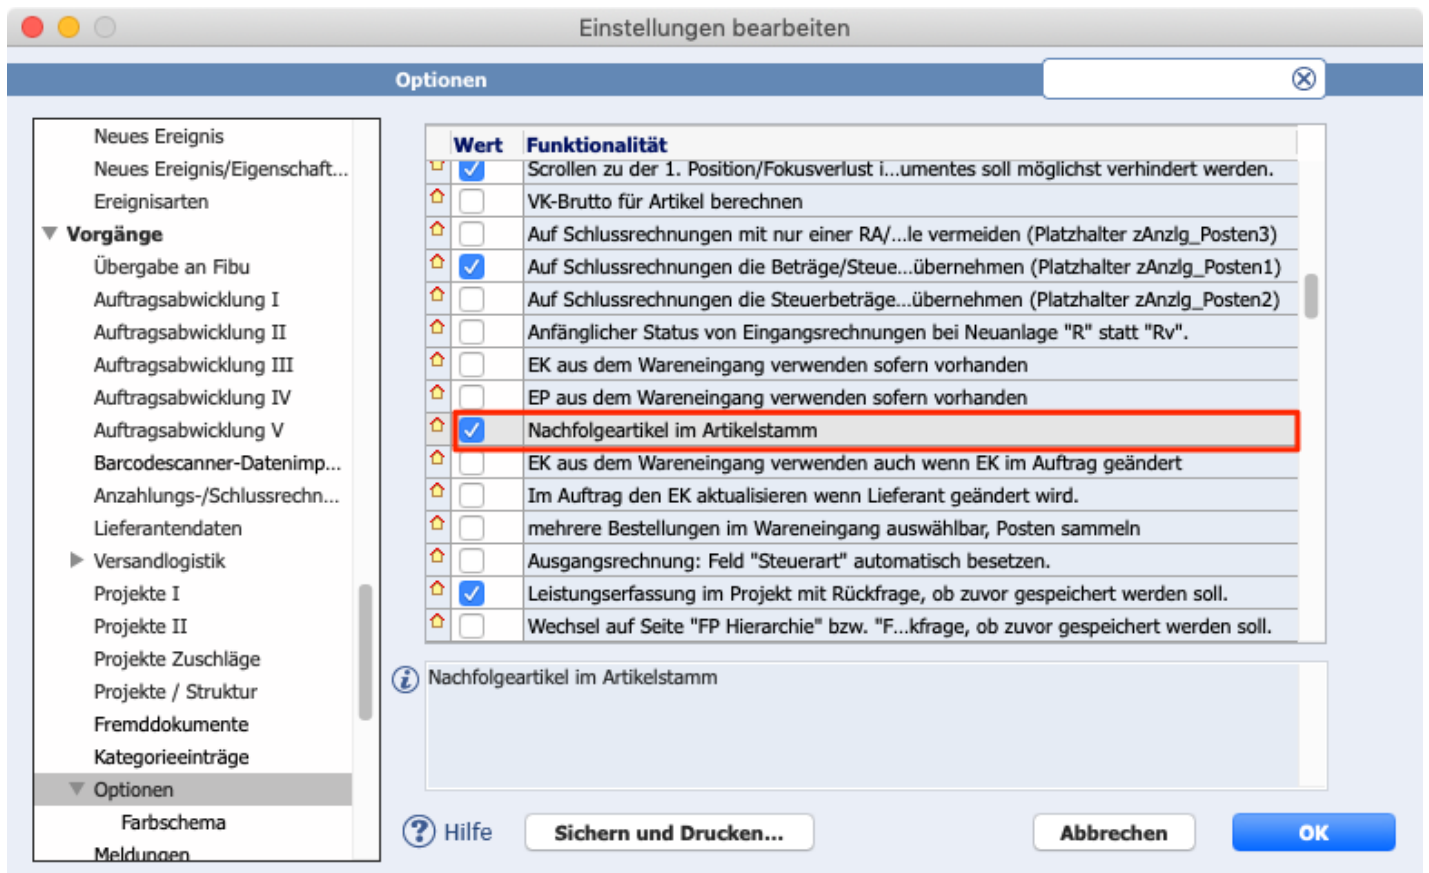 Einstellungen bearbeiten
Optionen
Neues Ereignis
Neues Ereignis/Eigenschaft...
Ereignisarten
Vorgänge
Übergabe an Fibu
Auftragsabwicklung I
Auftragsabwicklung II
Auftragsabwicklung III
Auftragsabwicklung IV
Auftragsabwicklung V
Barcodescanner-Datenimp...
Anzahlungs-/Schlussrechn...
Lieferantendaten
Versandlogistik
Projekte I
Projekte II
Projekte Zuschläge
Projekte / Struktur
Fremddokumente
Kategorieeinträge
Optionen
Farbschema
Meldungen
Wert Funktionalität
Scrollen zu der 1. Position/Fokusverlust i...umentes soll möglichst verhindert werden.
VK-Brutto für Artikel berechnen
Auf Schlussrechnungen mit nur einer RA/...le vermeiden (Platzhalter zAnzlg_Posten3)
Auf Schlussrechnungen die Beträge/Steue...übernehmen (Platzhalter zAnzlg_Posten1)
Auf Schlussrechnungen die Steuerbeträge...übernehmen (Platzhalter zAnzlg_Posten2)
Anfänglicher Status von Eingangsrechnungen bei Neuanlage "R" statt "Rv".
EK aus dem Wareneingang verwenden sofern vorhanden
EP aus dem Wareneingang verwenden sofern vorhanden
Nachfolgeartikel im Artikelstamm
EK aus dem Wareneingang verwenden auch wenn EK im Auftrag geändert
Im Auftrag den EK aktualisieren wenn Lieferant geändert wird.
mehrere Bestellungen im Wareneingang auswählbar, Posten sammeln
Ausgangsrechnung: Feld "Steuerart" automatisch besetzen.
Leistungserfassung im Projekt mit Rückfrage, ob zuvor gespeichert werden soll.
Wechsel auf Seite "FP Hierarchie" bzw. "F...kfrage, ob zuvor gespeichert werden soll.
Nachfolgeartikel im Artikelstamm
Hilfe
Sichern und Drucken...
Abbrechen
OK